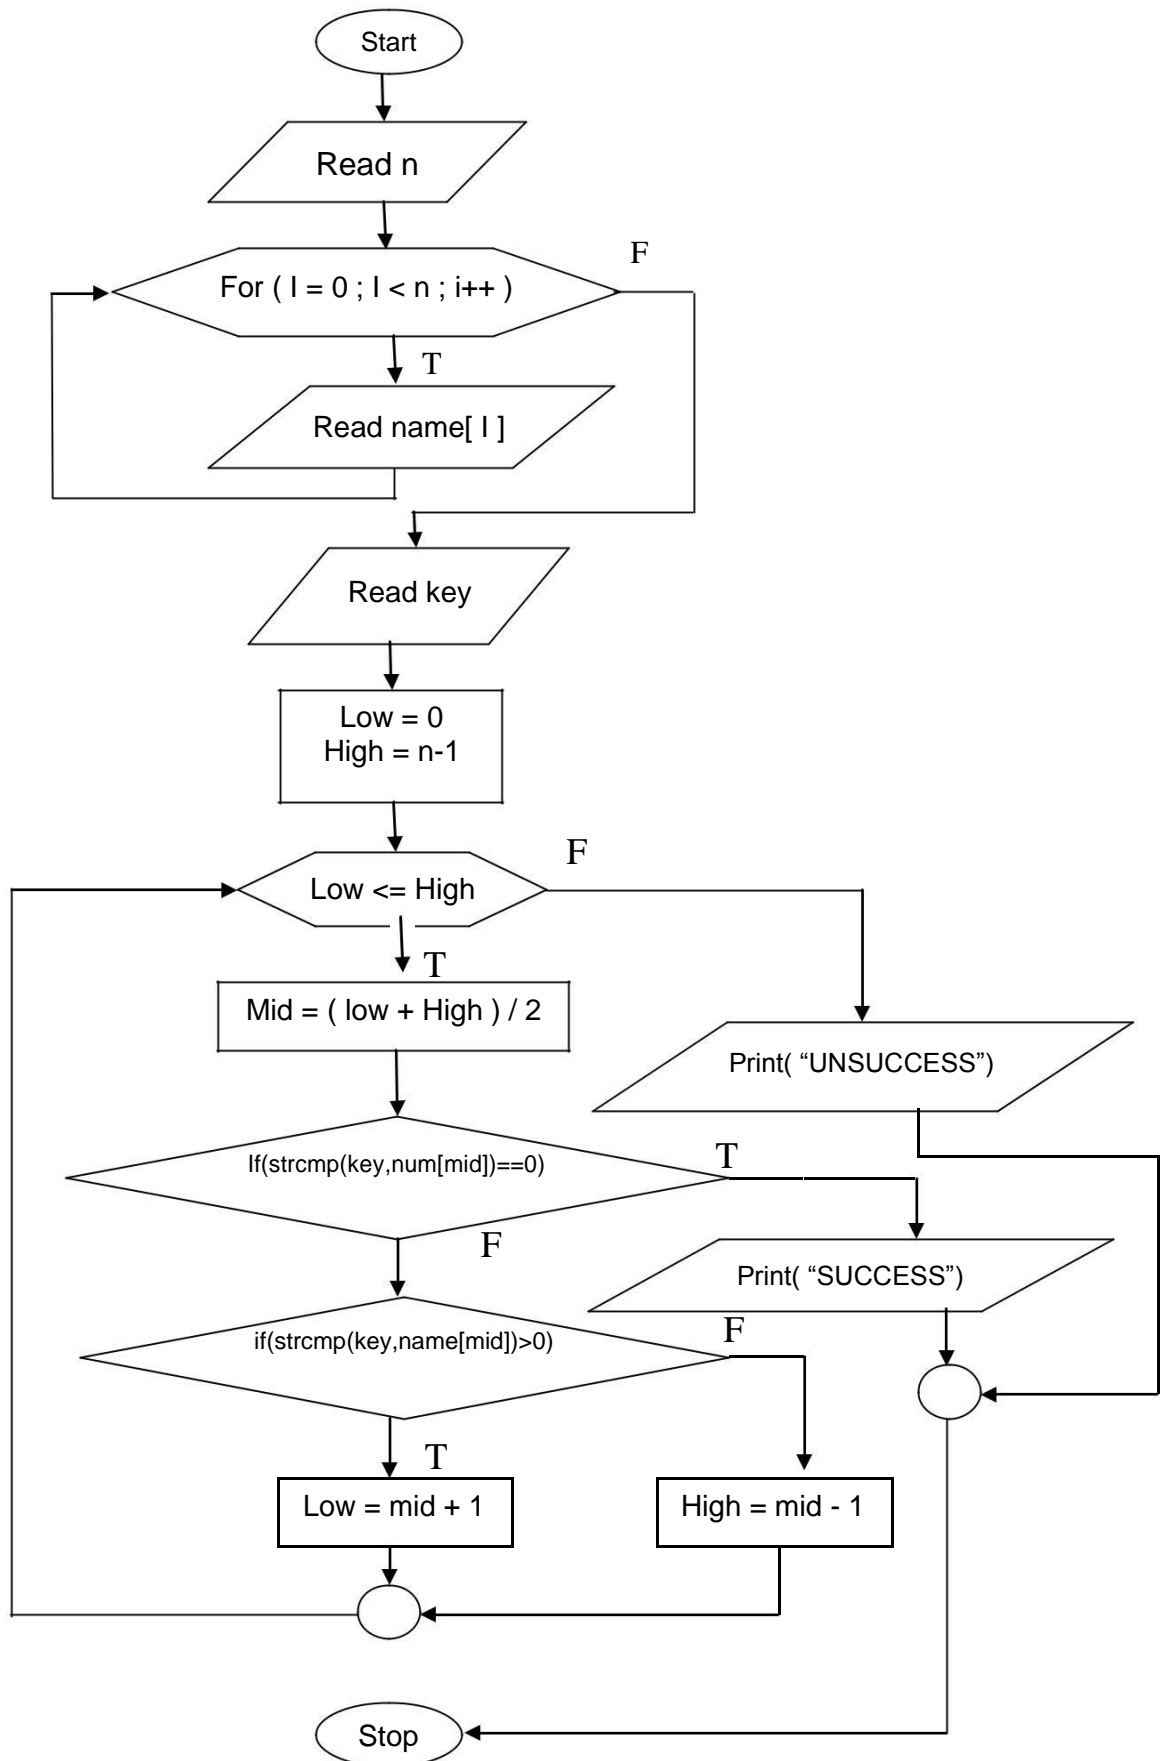 Start
Read n
F
For ( I = 0 ; I < n ; i++ )
T
Read name[ I ]
Read key
Low = 0
High = n-1
F
Low <= High
T
Mid = ( low + High ) / 2
Print( “UNSUCCESS”)
T
If(strcmp(key,num[mid])==0)
F
Print( “SUCCESS”)
F
if(strcmp(key,name[mid])>0)
T
Low = mid + 1
High = mid - 1
Stop